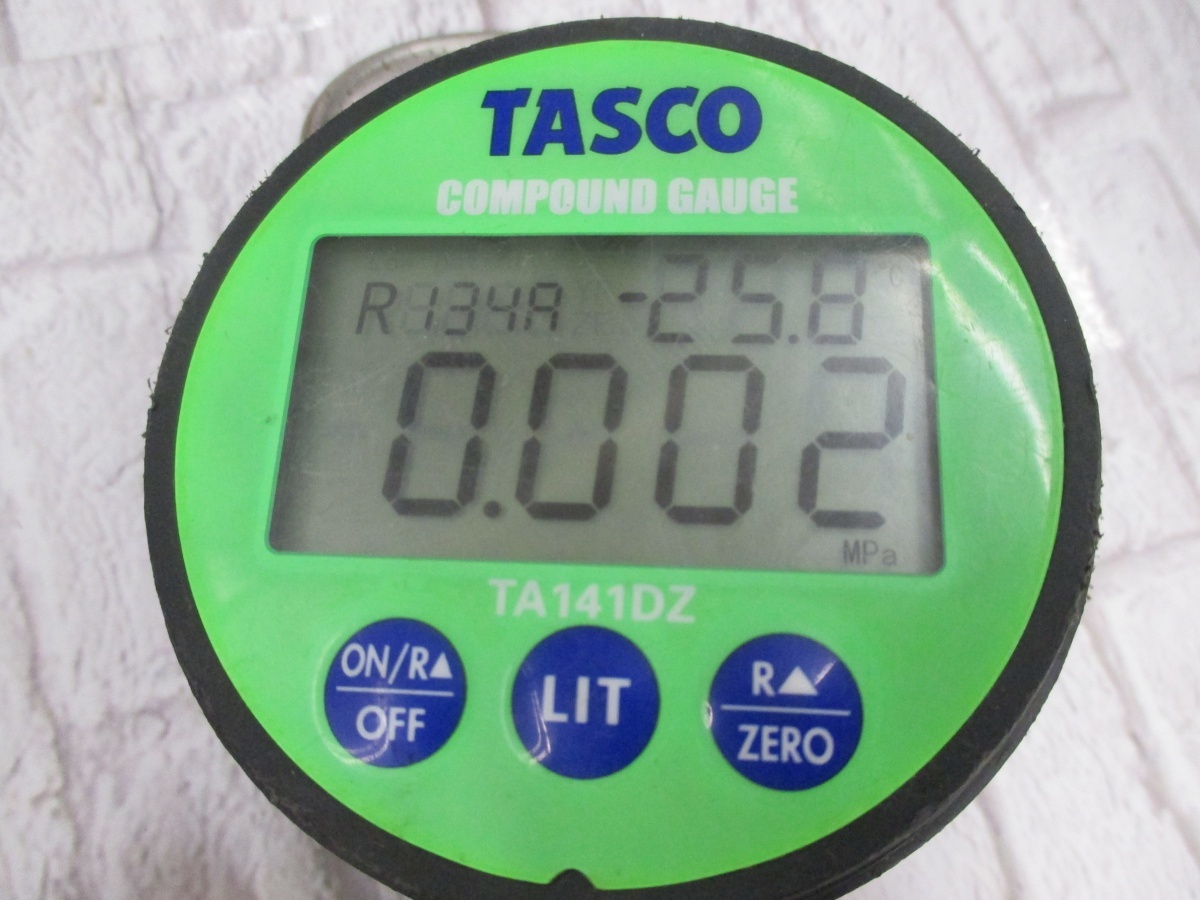 TASCO
COMPOUND GAUGE
R134A -25.8 °C
0.002
MPa
TA141DZ
ON/R▲
OFF
LIT
R▲
ZERO